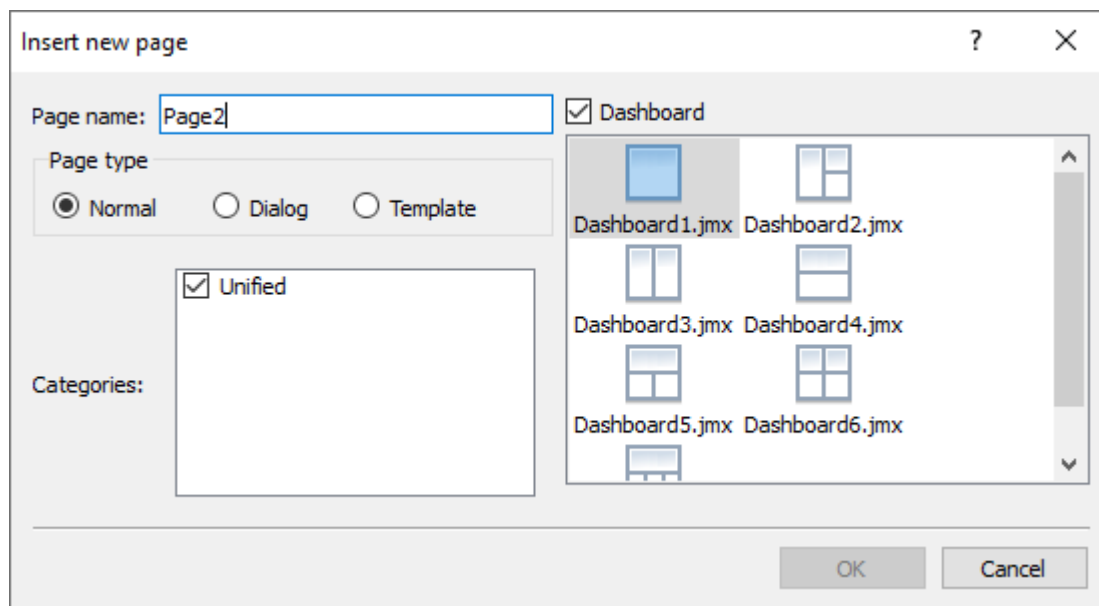 Insert new page
Page name: Page2
Page type
Normal Dialog Template
Categories:
Unified
Dashboard
Dashboard1.jmx Dashboard2.jmx
Dashboard3.jmx Dashboard4.jmx
Dashboard5.jmx Dashboard6.jmx
OK Cancel